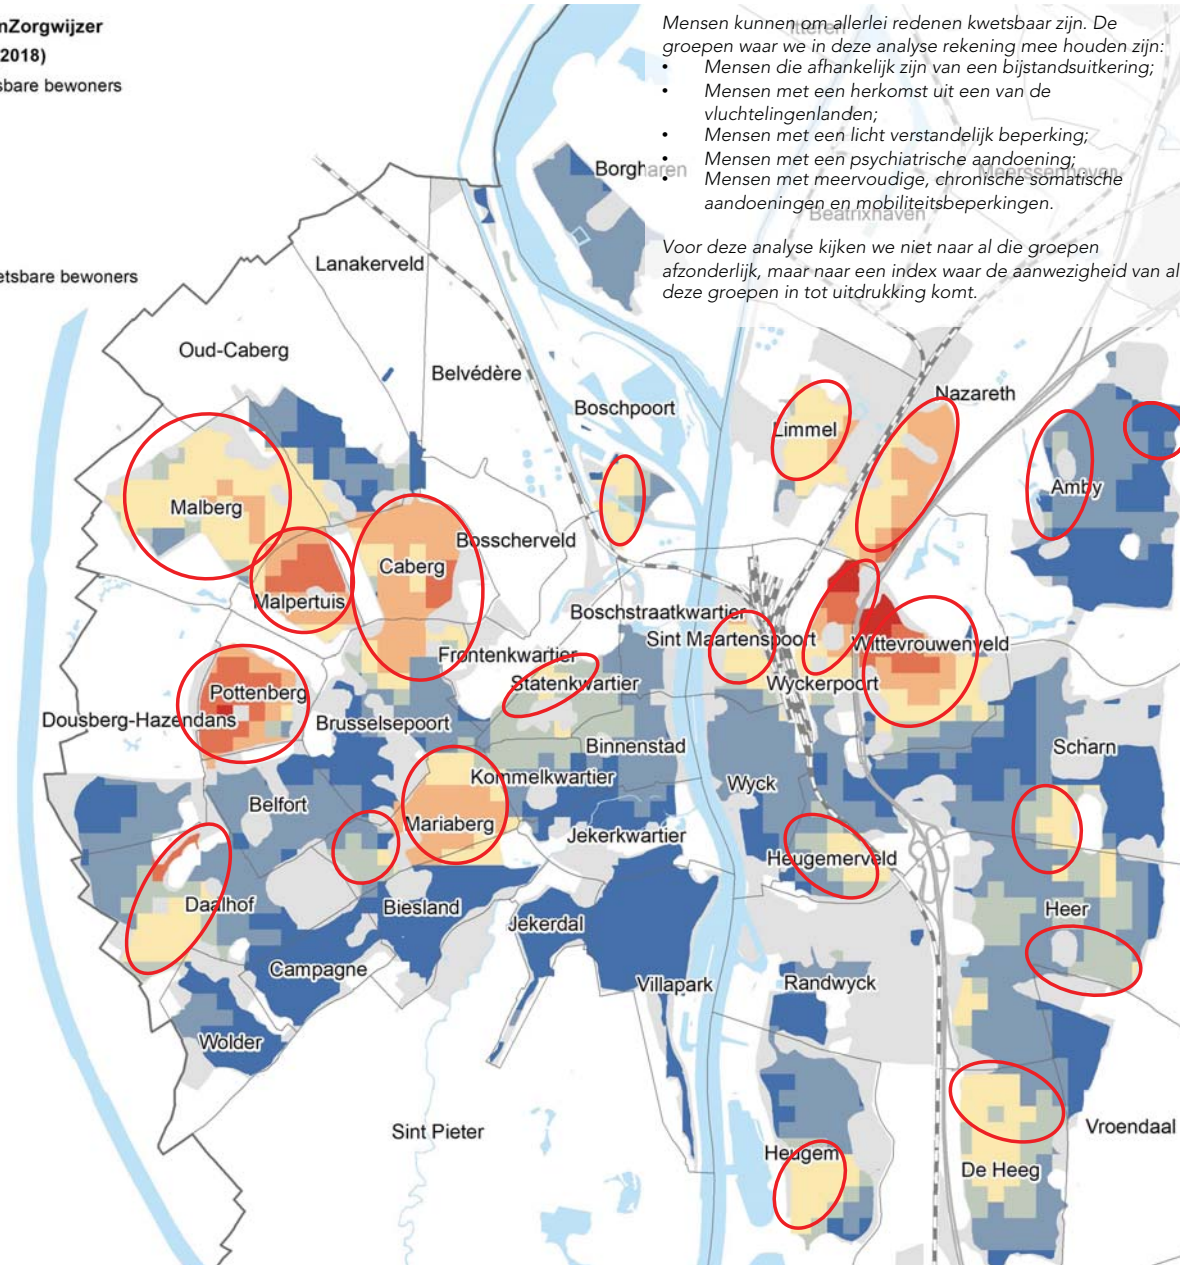 nZorgwijzer
2018)
sbare bewoners
etsbare bewoners
Mensen kunnen om allerlei redenen kwetsbaar zijn. De
groepen waar we in deze analyse rekening mee houden zijn:
• Mensen die afhankelijk zijn van een bijstandsuitkering;
• Mensen met een herkomst uit een van de
vluchtelingenlanden;
• Mensen met een licht verstandelijk beperking;
• Mensen met een psychiatrische aandoening;
• Mensen met meervoudige, chronische somatische
aandoeningen en mobiliteitsbeperkingen.
Voor deze analyse kijken we niet naar al die groepen
afzonderlijk, maar naar een index waar de aanwezigheid van al
deze groepen in tot uitdrukking komt.
Itteren
Borgharen
Meerssenhoven
Beatrixhaven
Lanakerveld
Oud-Caberg
Belvédère
Boschpoort
Nazareth
Limmel
Amby
Malberg
Bosscherveld
Caberg
Malpertuis
Boschstraatkwartier
Sint Maartenspoort
Wittevrouwenveld
Frontenkwartier
Statenkwartier
Wyckerpoort
Pottenberg
Dousberg-Hazendans
Brusselsepoort
Binnenstad
Scharn
Kommelkwartier
Wyck
Belfort
Mariaberg
Jekerkwartier
Heugemerveld
Daalhof
Biesland
Heer
Jekerdal
Campagne
Villapark
Randwyck
Wolder
Sint Pieter
Vroendaal
Heugem
De Heeg